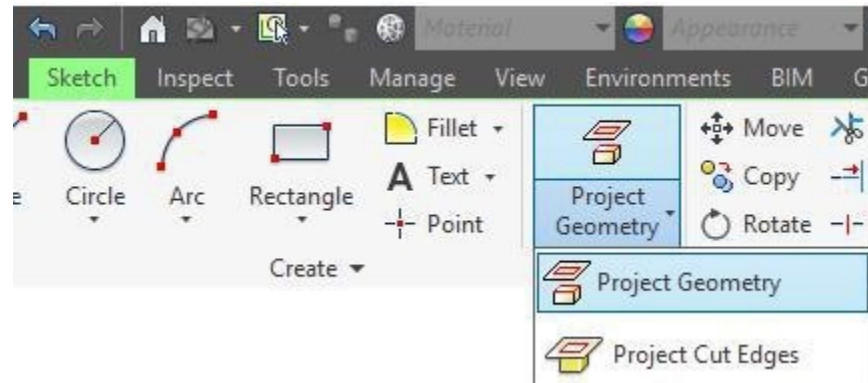 Material Appearance
Sketch Inspect Tools Manage View Environments BIM
Fillet Move
Text Copy
Circle Arc Rectangle Project
Point Geometry Rotate
Create
Project Geometry
Project Cut Edges